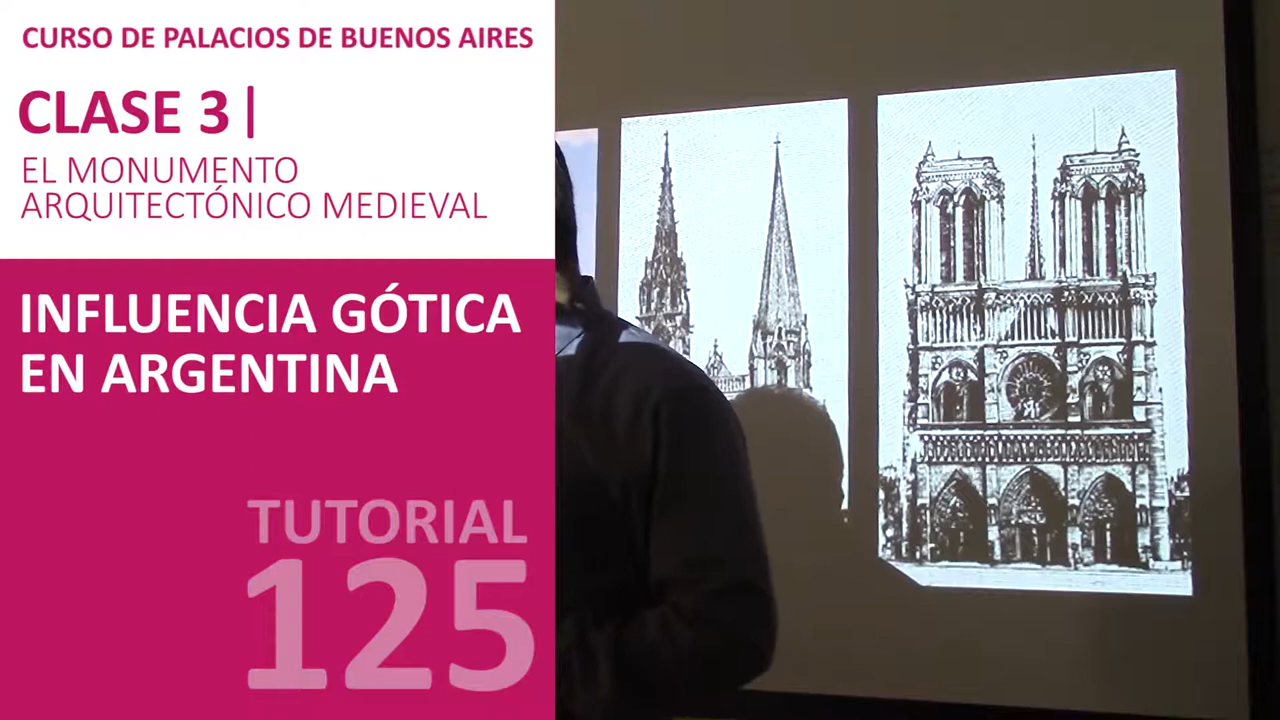 CURSO DE PALACIOS DE BUENOS AIRES
CLASE 3|
EL MONUMENTO
ARQUITECTÓNICO MEDIEVAL
INFLUENCIA GÓTICA
EN ARGENTINA
TUTORIAL
125